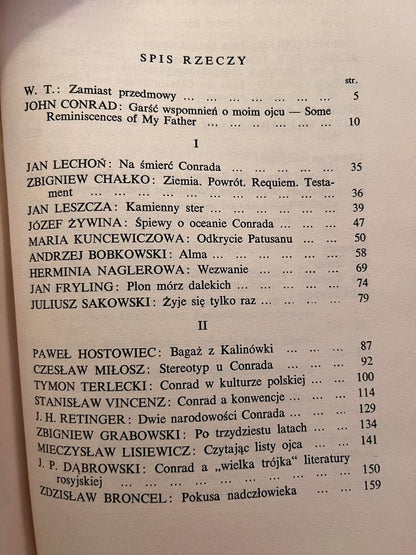 SPIS RZECZY
str.
W. T.: Zamiast przedmowy ... ... ... ... ... ... ... 5
JOHN CONRAD: Garść wspomnień o moim ojcu — Some
Reminiscences of My Father ... ... ... ... ... ... 10
I
JAN LECHOŃ: Na śmierć Conrada ... ... ... ... ... 35
ZBIGNIEW CHAŁKO: Ziemia. Powrót. Requiem. Testa-
ment ... ... ... ... ... ... ... ... ... ... 36
JAN LESZCZA: Kamienny ster ... ... ... ... ... ... 39
JÓZEF ŻYWINA: Śpiewy o oceanie Conrada ... ... ... 47
MARIA KUNCEWICZOWA: Odkrycie Patusanu ... ... ... 50
ANDRZEJ BOBKOWSKI: Alma ... ... ... ... ... ... 58
HERMINIA NAGLEROWA: Wezwanie ... ... ... ... ... 69
JAN FRYLING: Plon mórz dalekich ... ... ... ... ... 74
JULIUSZ SAKOWSKI: Żyje się tylko raz ... ... ... ... 79
II
PAWEŁ HOSTOWIEC: Bagaż z Kalinówki ... ... ... 87
CZESŁAW MIŁOSZ: Stereotyp u Conrada ... ... ... ... 92
TYMON TERLECKI: Conrad w kulturze polskiej ... ... ... 100
STANISŁAW VINCENZ: Conrad a konwencje ... ... ... 114
J. H. RETINGER: Dwie narodowości Conrada ... ... ... 129
ZBIGNIEW GRABOWSKI: Po trzydziestu latach ... ... ... 134
MIECZYSŁAW LISIEWICZ: Czytając listy ojca ... ... ... 141
J. P. DĄBROWSKI: Conrad a „wielka trójka" literatury
rosyjskiej ... ... ... ... ... ... ... ... ... 150
ZDZISŁAW BRONCEL: Pokusa nadczłowieka ... ... ... 159